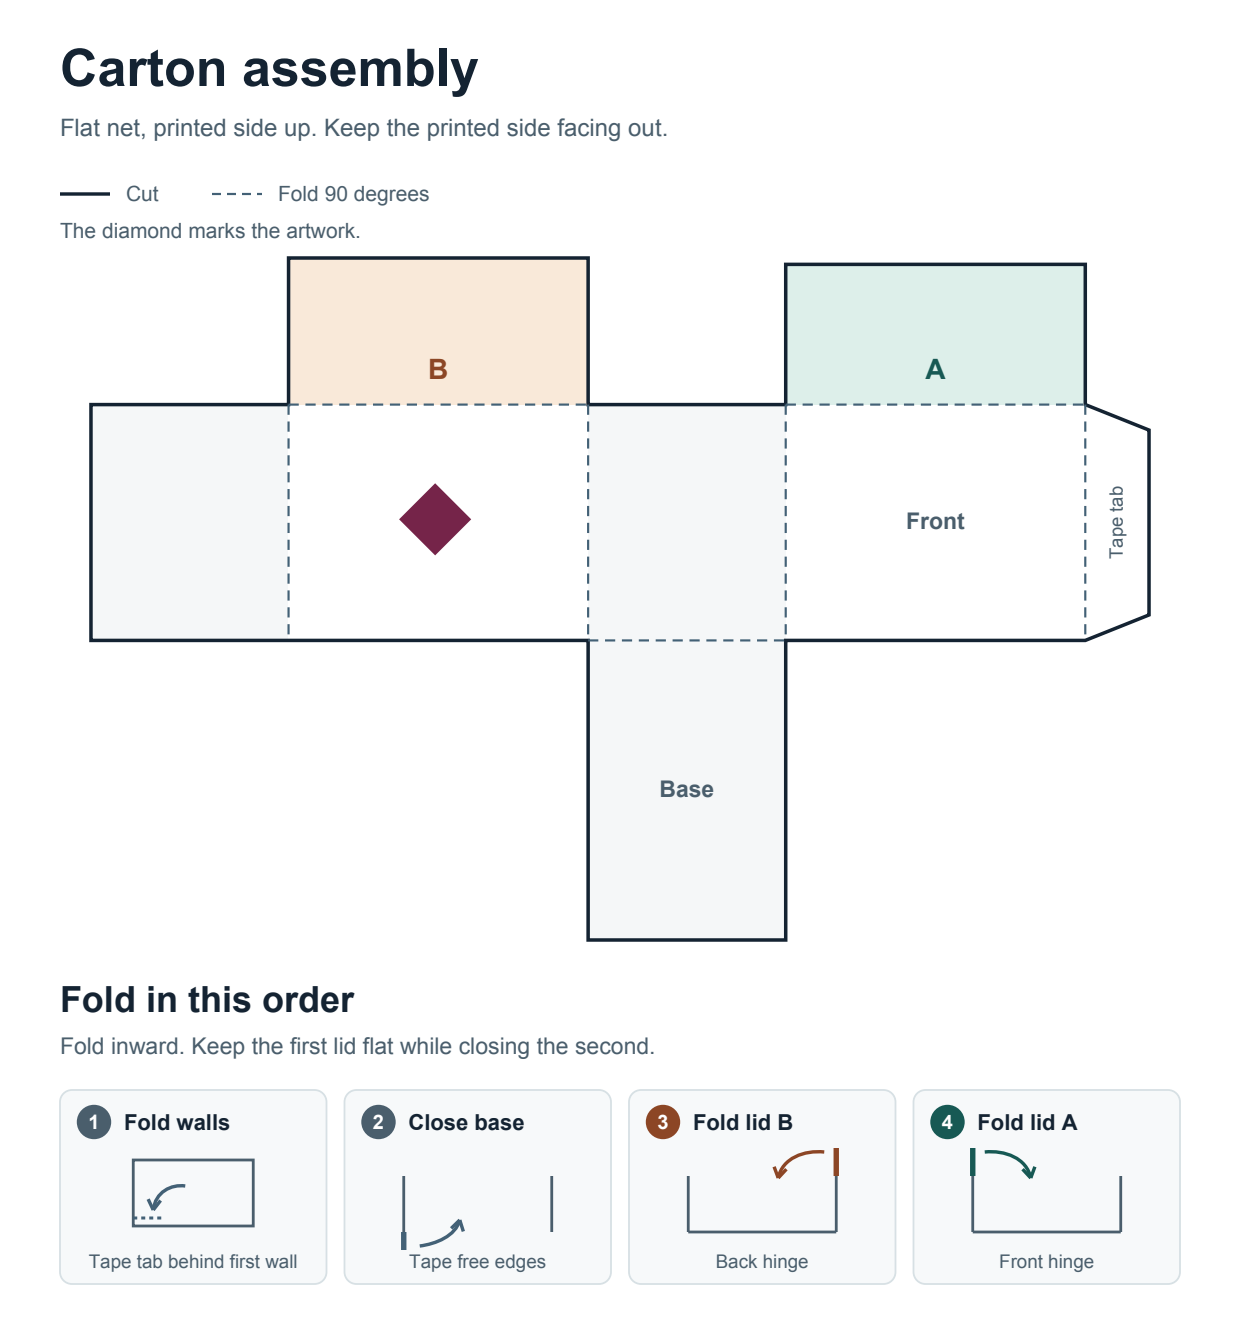 Carton assembly
Flat net, printed side up. Keep the printed side facing out.
Cut
Fold 90 degrees
The diamond marks the artwork.
B
A
Front
Tape tab
Base
Fold in this order
Fold inward. Keep the first lid flat while closing the second.
1 Fold walls
Tape tab behind first wall
2 Close base
Tape free edges
3 Fold lid B
Back hinge
4 Fold lid A
Front hinge